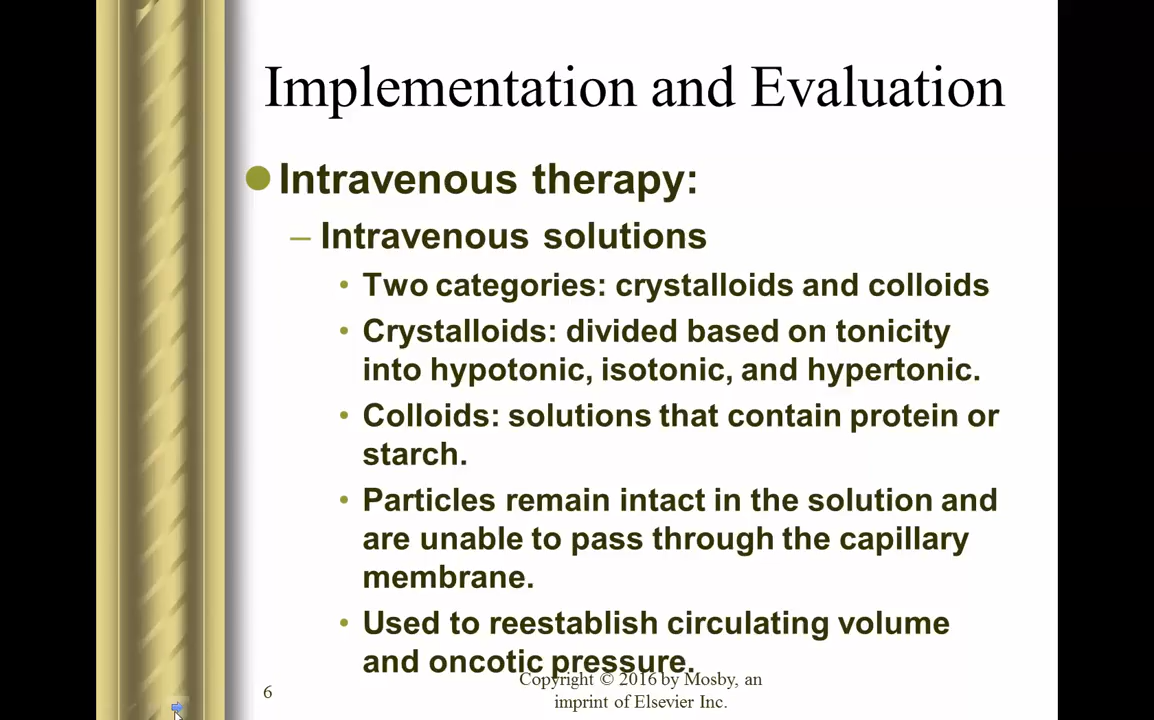 Implementation and Evaluation
Intravenous therapy:
– Intravenous solutions
• Two categories: crystalloids and colloids
• Crystalloids: divided based on tonicity
into hypotonic, isotonic, and hypertonic.
• Colloids: solutions that contain protein or
starch.
• Particles remain intact in the solution and
are unable to pass through the capillary
membrane.
• Used to reestablish circulating volume
and oncotic pressure.
Copyright © 2016 by Mosby, an
imprint of Elsevier Inc.
6